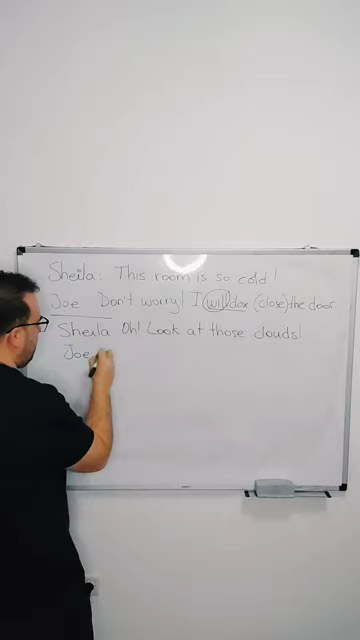 Sheila: This room is so cold!
Joe Don't worry! I will close (close) the door
Sheila Oh! Look at those clouds!
Joe